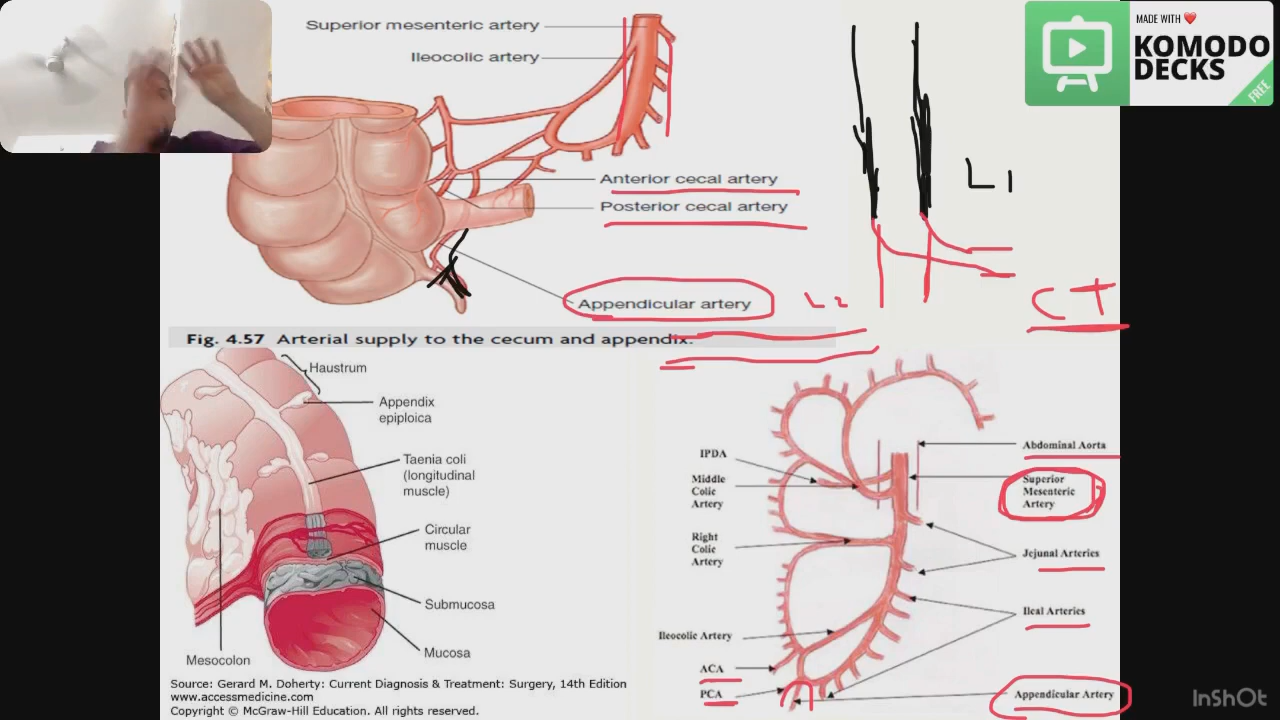 Superior mesenteric artery
Ileocolic artery
Anterior cecal artery
Posterior cecal artery
Appendicular artery
Fig. 4.57 Arterial supply to the cecum and appendix.
L1
L2
CT
MADE WITH ❤
KOMODO
DECKS
FREE
Haustrum
Appendix
epiploica
Taenia coli
(longitudinal
muscle)
Circular
muscle
Submucosa
Mucosa
Mesocolon
Source: Gerard M. Doherty: Current Diagnosis & Treatment: Surgery, 14th Edition
www.accessmedicine.com
Copyright © McGraw-Hill Education. All rights reserved.
IPDA
Middle
Colic
Artery
Right
Colic
Artery
Ileocolic Artery
ACA
PCA
Abdominal Aorta
Superior
Mesenteric
Artery
Jejunal Arteries
Ileal Arteries
Appendicular Artery
InShOt